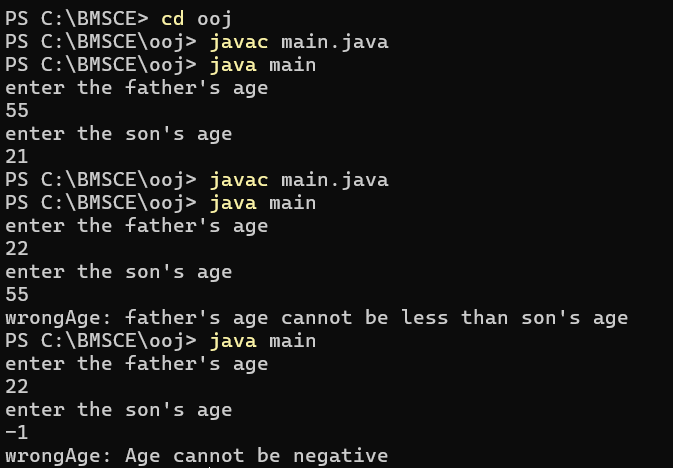 PS C:\BMSCE> cd ooj
PS C:\BMSCE\ooj> javac main.java
PS C:\BMSCE\ooj> java main
enter the father's age
55
enter the son's age
21
PS C:\BMSCE\ooj> javac main.java
PS C:\BMSCE\ooj> java main
enter the father's age
22
enter the son's age
55
wrongAge: father's age cannot be less than son's age
PS C:\BMSCE\ooj> java main
enter the father's age
22
enter the son's age
-1
wrongAge: Age cannot be negative